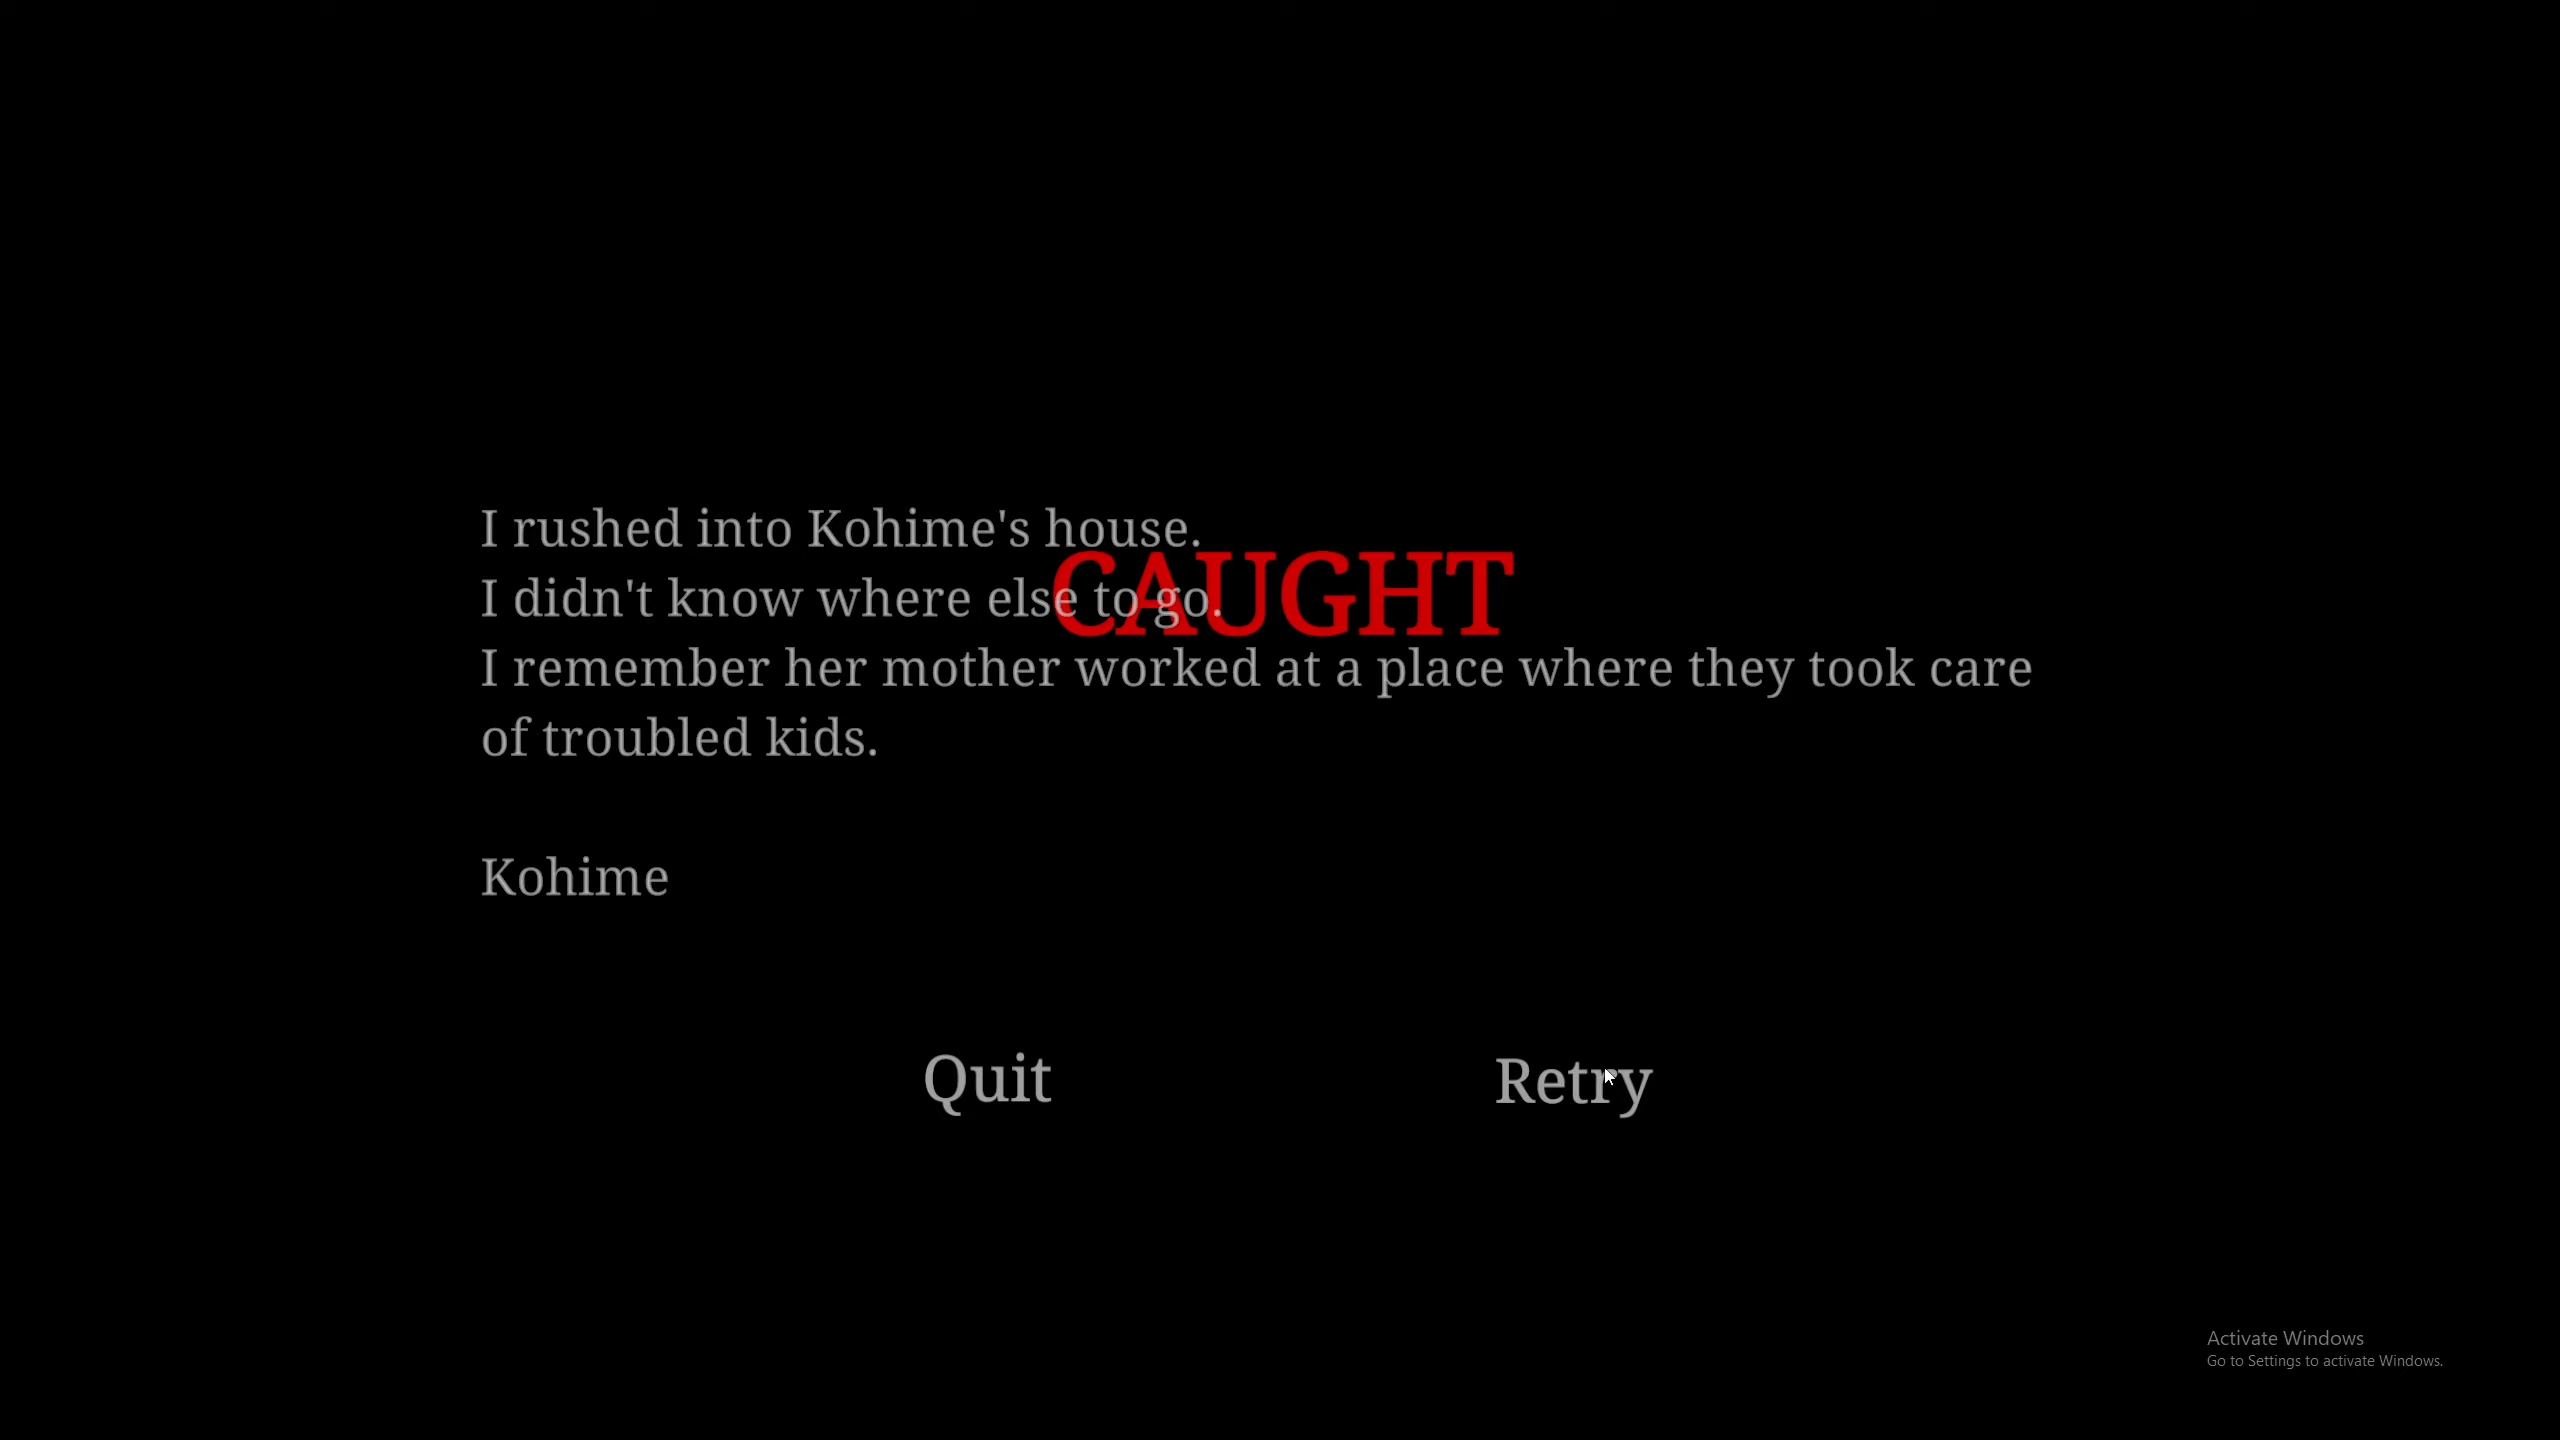 I rushed into Kohime's house.
CAUGHT
I didn't know where else to go.
I remember her mother worked at a place where they took care
of troubled kids.
Kohime
Quit
Retry
Activate Windows
Go to Settings to activate Windows.